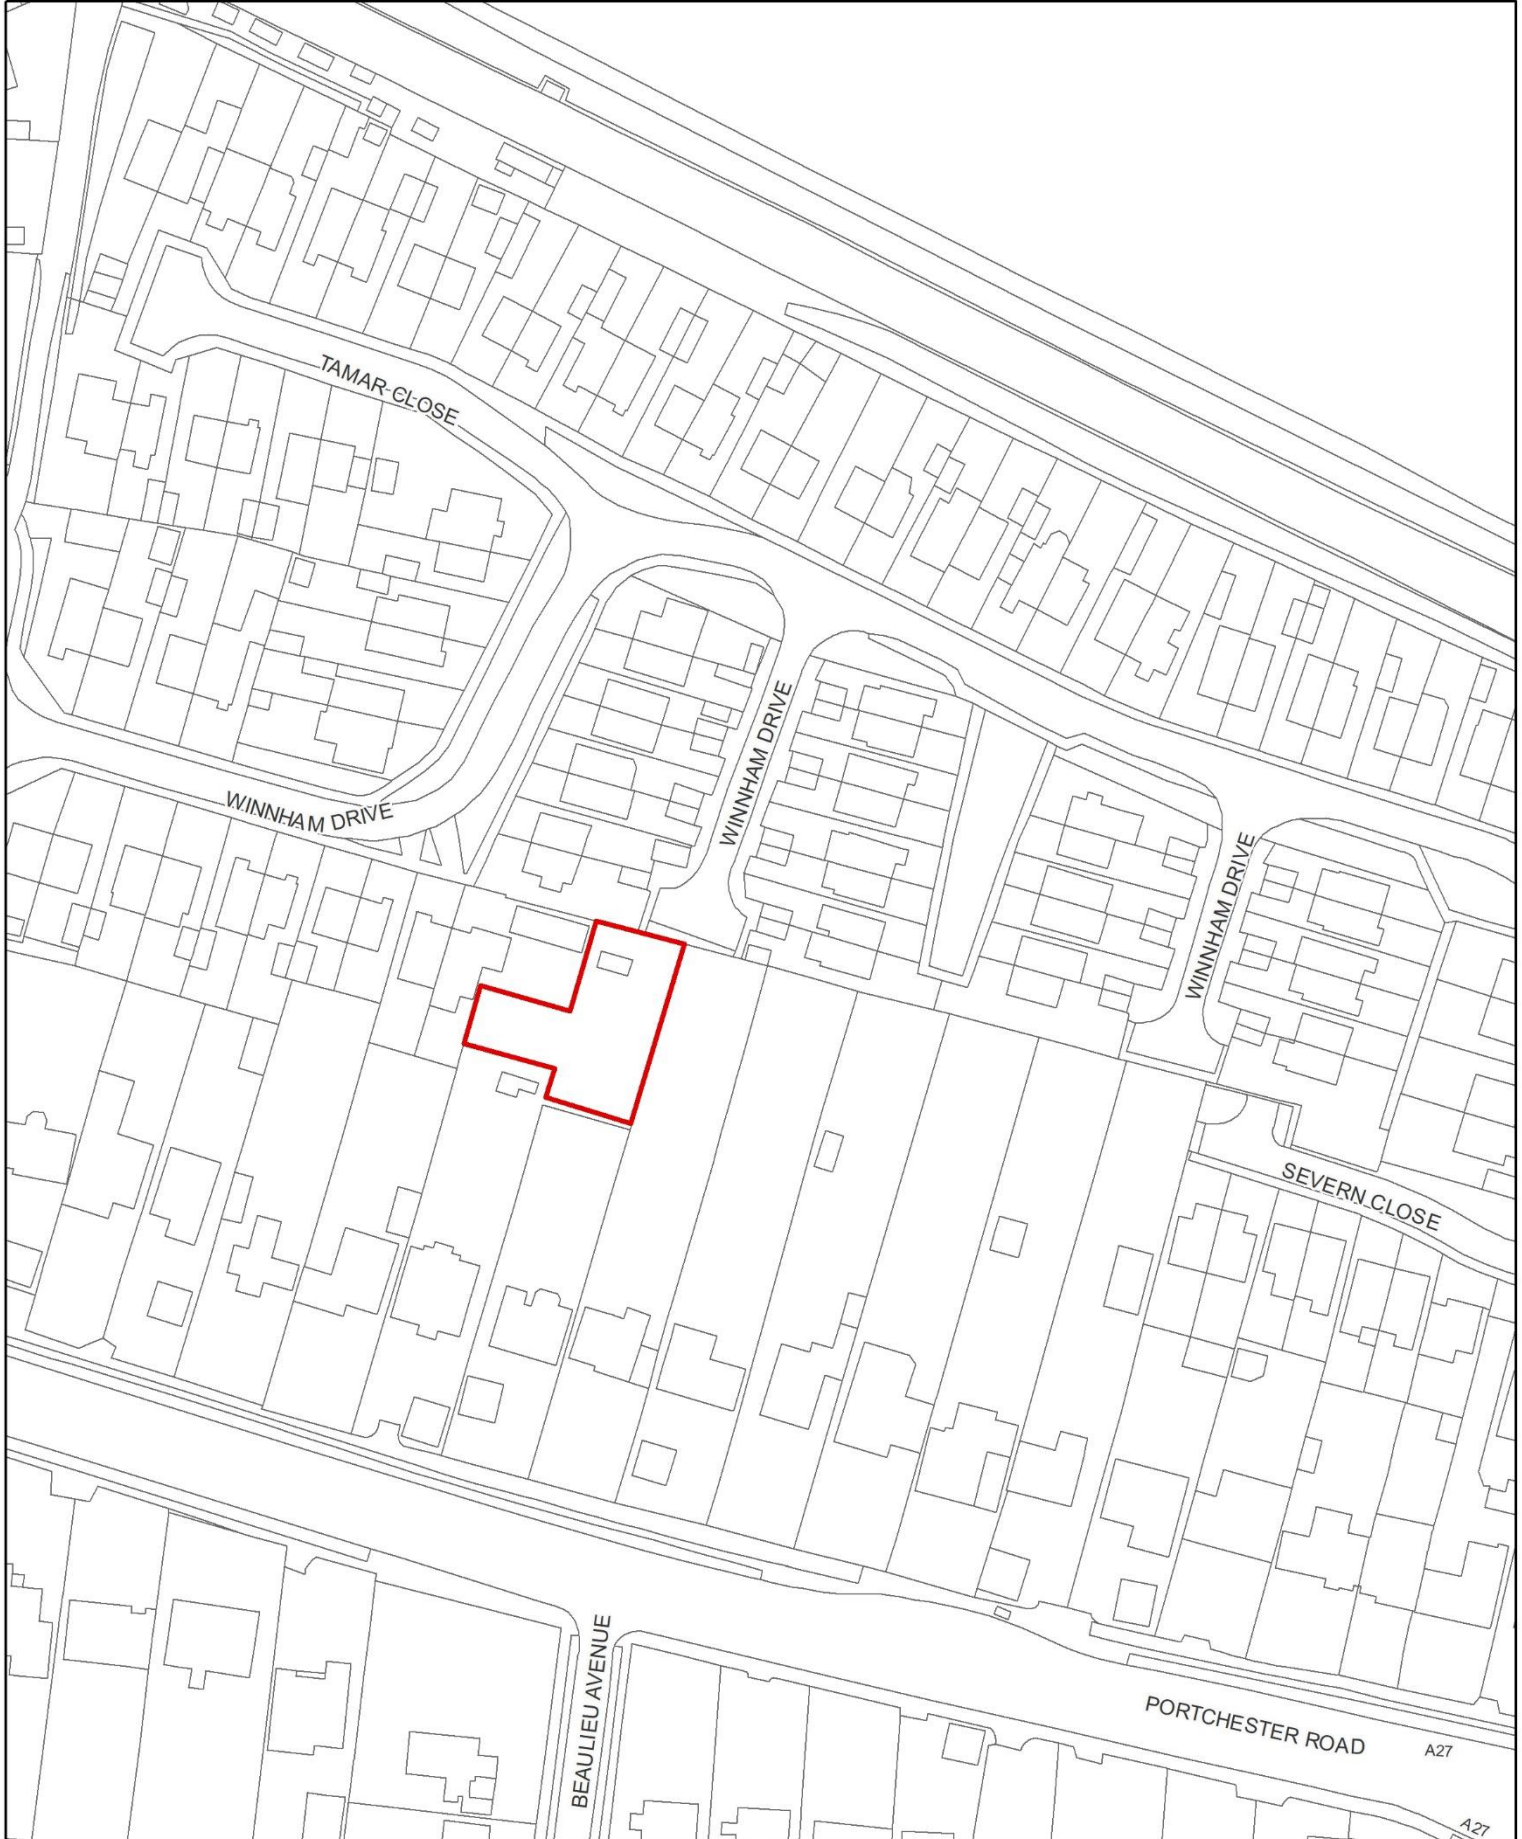 TAMAR CLOSE
WINNHAM DRIVE
WINNHAM DRIVE
WINNHAM DRIVE
SEVERN CLOSE
BEAULIEU AVENUE
PORTCHESTER ROAD
A27
A27